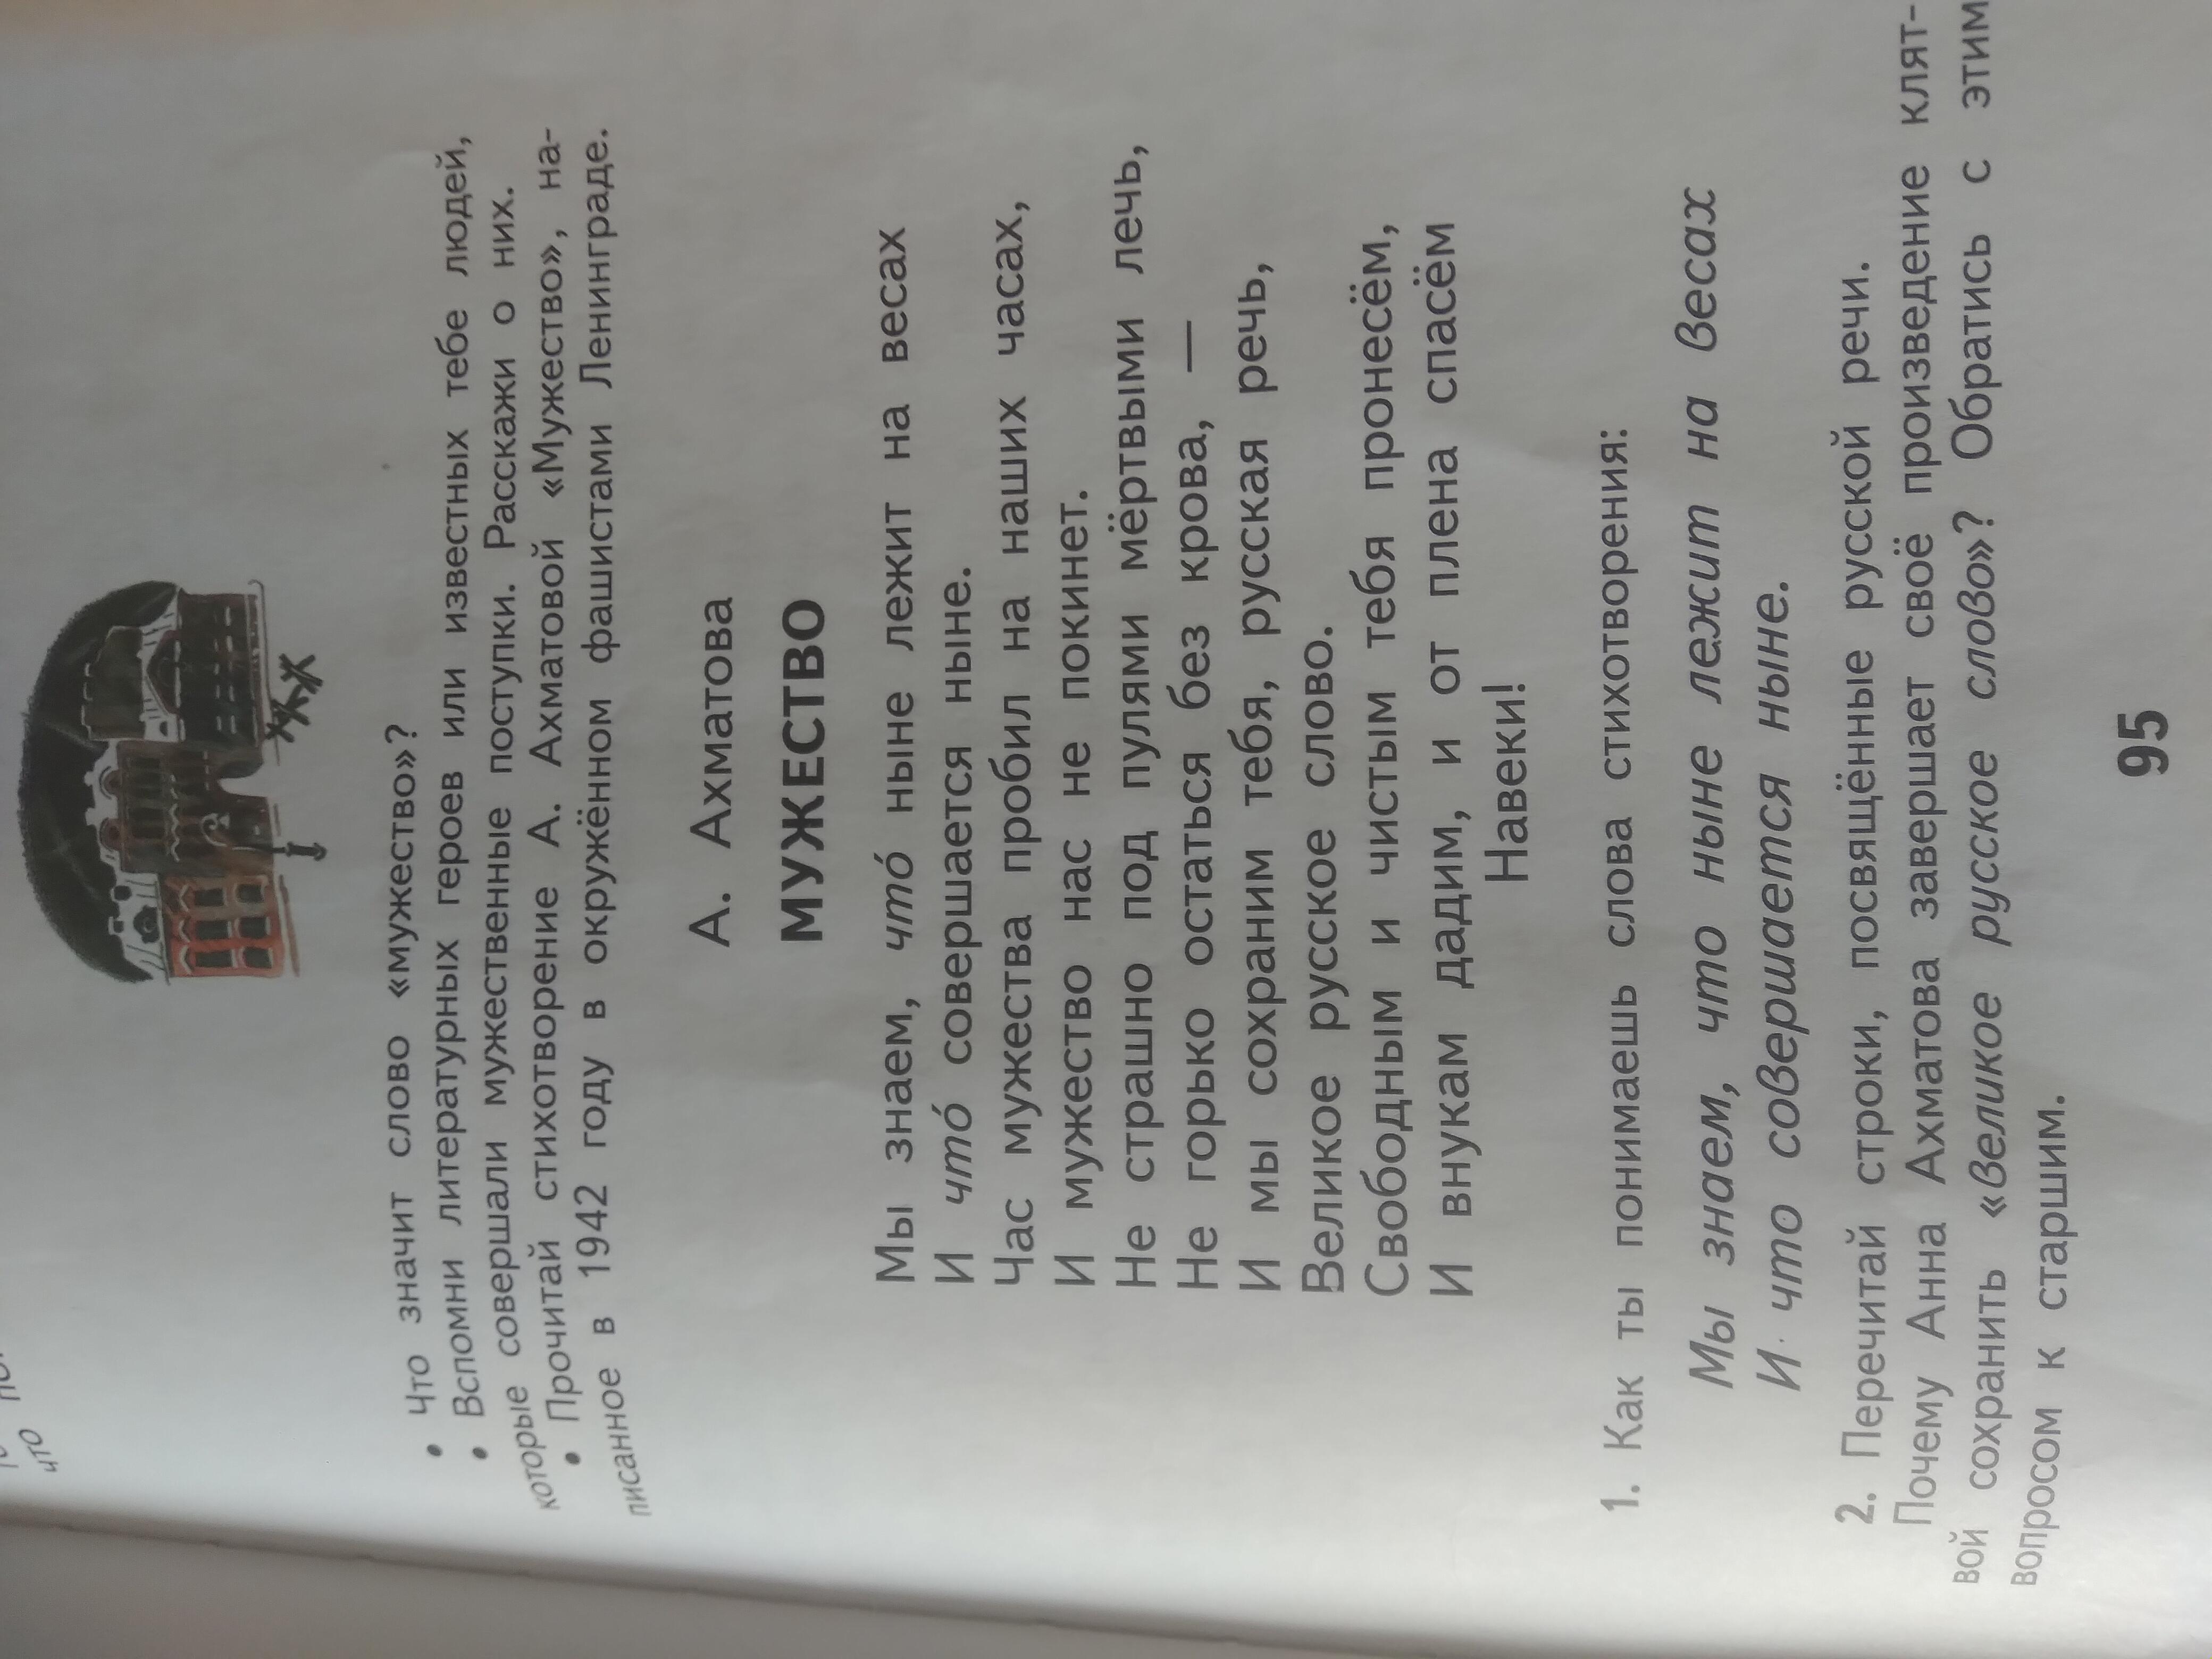 что
• Что значит слово «мужество»?
• Вспомни литературных героев или известных тебе людей,
которые совершали мужественные поступки. Расскажи о них.
• Прочитай стихотворение А. Ахматовой «Мужество», на-
писанное в 1942 году в окружённом фашистами Ленинграде.
А. Ахматова
МУЖЕСТВО
Мы знаем, что́ ныне лежит на весах
И что́ совершается ныне.
Час мужества пробил на наших часах,
И мужество нас не покинет.
Не страшно под пулями мёртвыми лечь,
Не горько остаться без крова, —
И мы сохраним тебя, русская речь,
Великое русское слово.
Свободным и чистым тебя пронесём,
И внукам дадим, и от плена спасём
Навеки!
1. Как ты понимаешь слова стихотворения:
Мы знаем, что ныне лежит на весах
И что совершается ныне.
2. Перечитай строки, посвящённые русской речи.
Почему Анна Ахматова завершает своё произведение клят-
вой сохранить «великое русское слово»? Обратись с этим
вопросом к старшим.
95